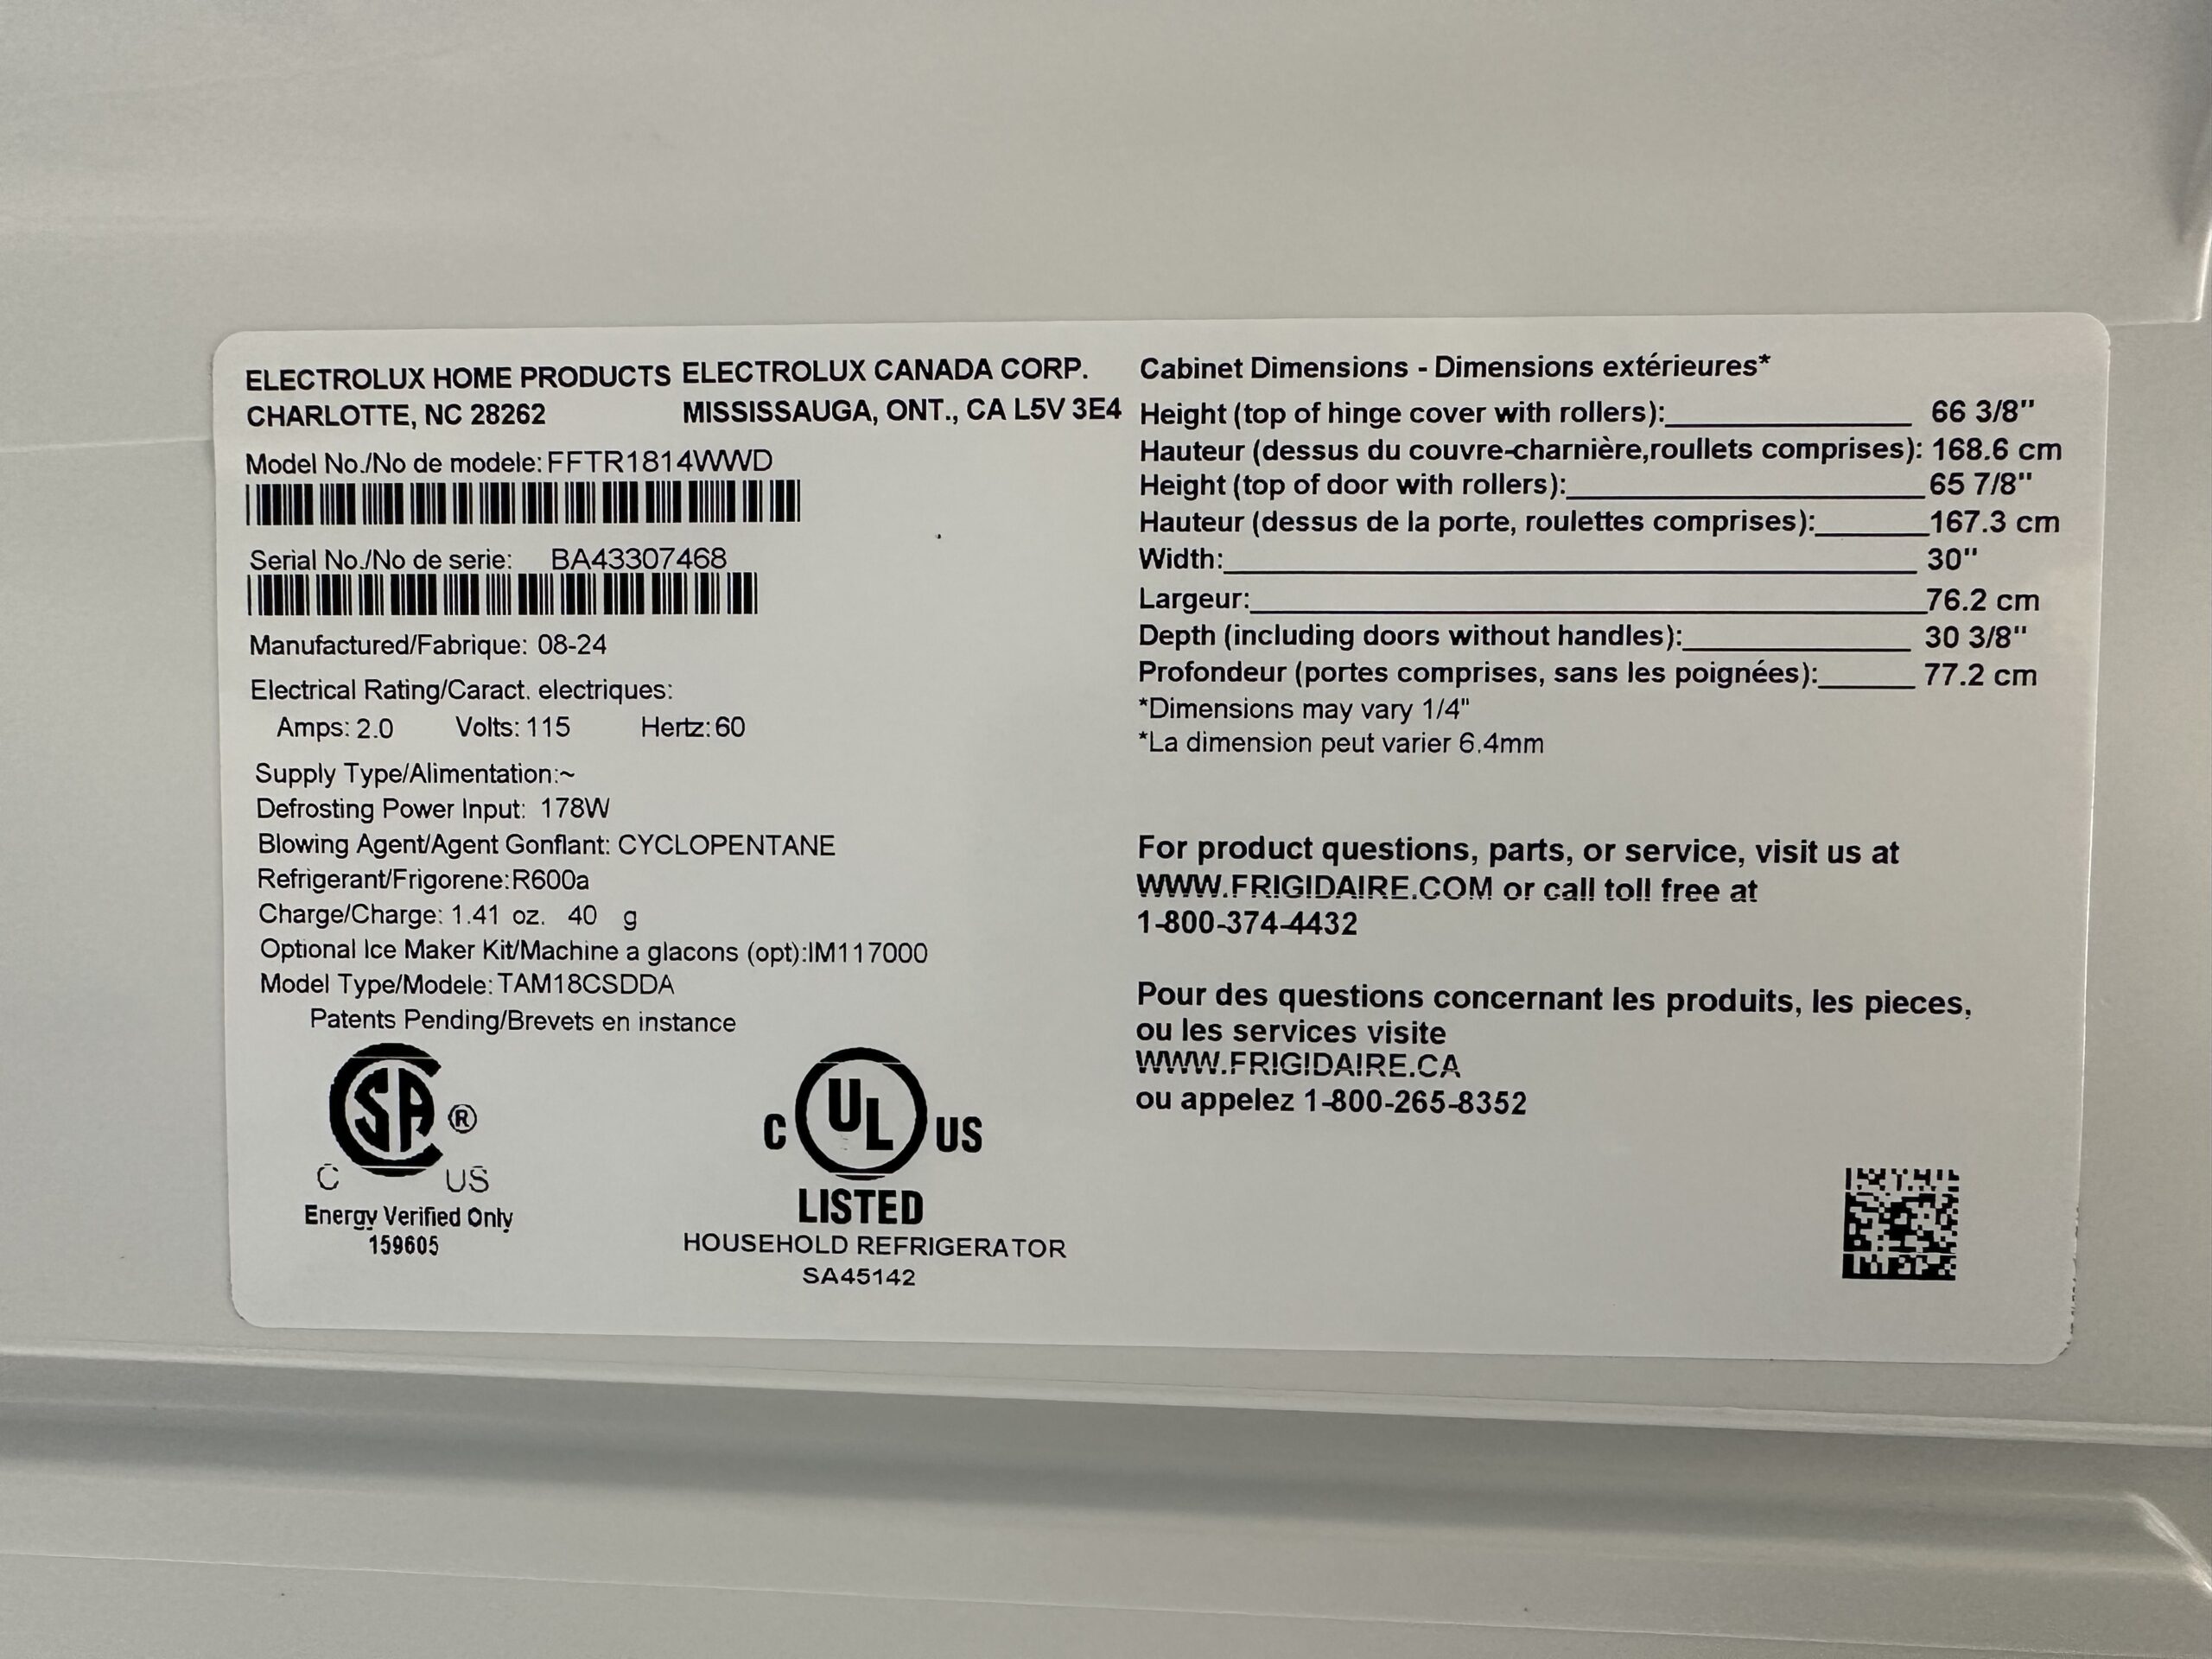 ELECTROLUX HOME PRODUCTS ELECTROLUX CANADA CORP.
CHARLOTTE, NC 28262 MISSISSAUGA, ONT., CA L5V 3E4
Model No./No de modele: FFTR1814WWD
Serial No./No de serie: BA43307468
Manufactured/Fabrique: 08-24
Electrical Rating/Caract. electriques:
Amps: 2.0 Volts: 115 Hertz: 60
Supply Type/Alimentation:~
Defrosting Power Input: 178W
Blowing Agent/Agent Gonflant: CYCLOPENTANE
Refrigerant/Frigorene: R600a
Charge/Charge: 1.41 oz. 40 g
Optional Ice Maker Kit/Machine a glacons (opt):IM117000
Model Type/Modele: TAM18CSDDA
Patents Pending/Brevets en instance
SA ®
C US
Energy Verified Only
159605
C UL US
LISTED
HOUSEHOLD REFRIGERATOR
SA45142
Cabinet Dimensions - Dimensions extérieures*
Height (top of hinge cover with rollers): 66 3/8"
Hauteur (dessus du couvre-charnière,roullets comprises): 168.6 cm
Height (top of door with rollers): 65 7/8"
Hauteur (dessus de la porte, roulettes comprises): 167.3 cm
Width: 30"
Largeur: 76.2 cm
Depth (including doors without handles): 30 3/8"
Profondeur (portes comprises, sans les poignées): 77.2 cm
*Dimensions may vary 1/4"
*La dimension peut varier 6.4mm
For product questions, parts, or service, visit us at
WWW.FRIGIDAIRE.COM or call toll free at
1-800-374-4432
Pour des questions concernant les produits, les pieces,
ou les services visite
WWW.FRIGIDAIRE.CA
ou appelez 1-800-265-8352